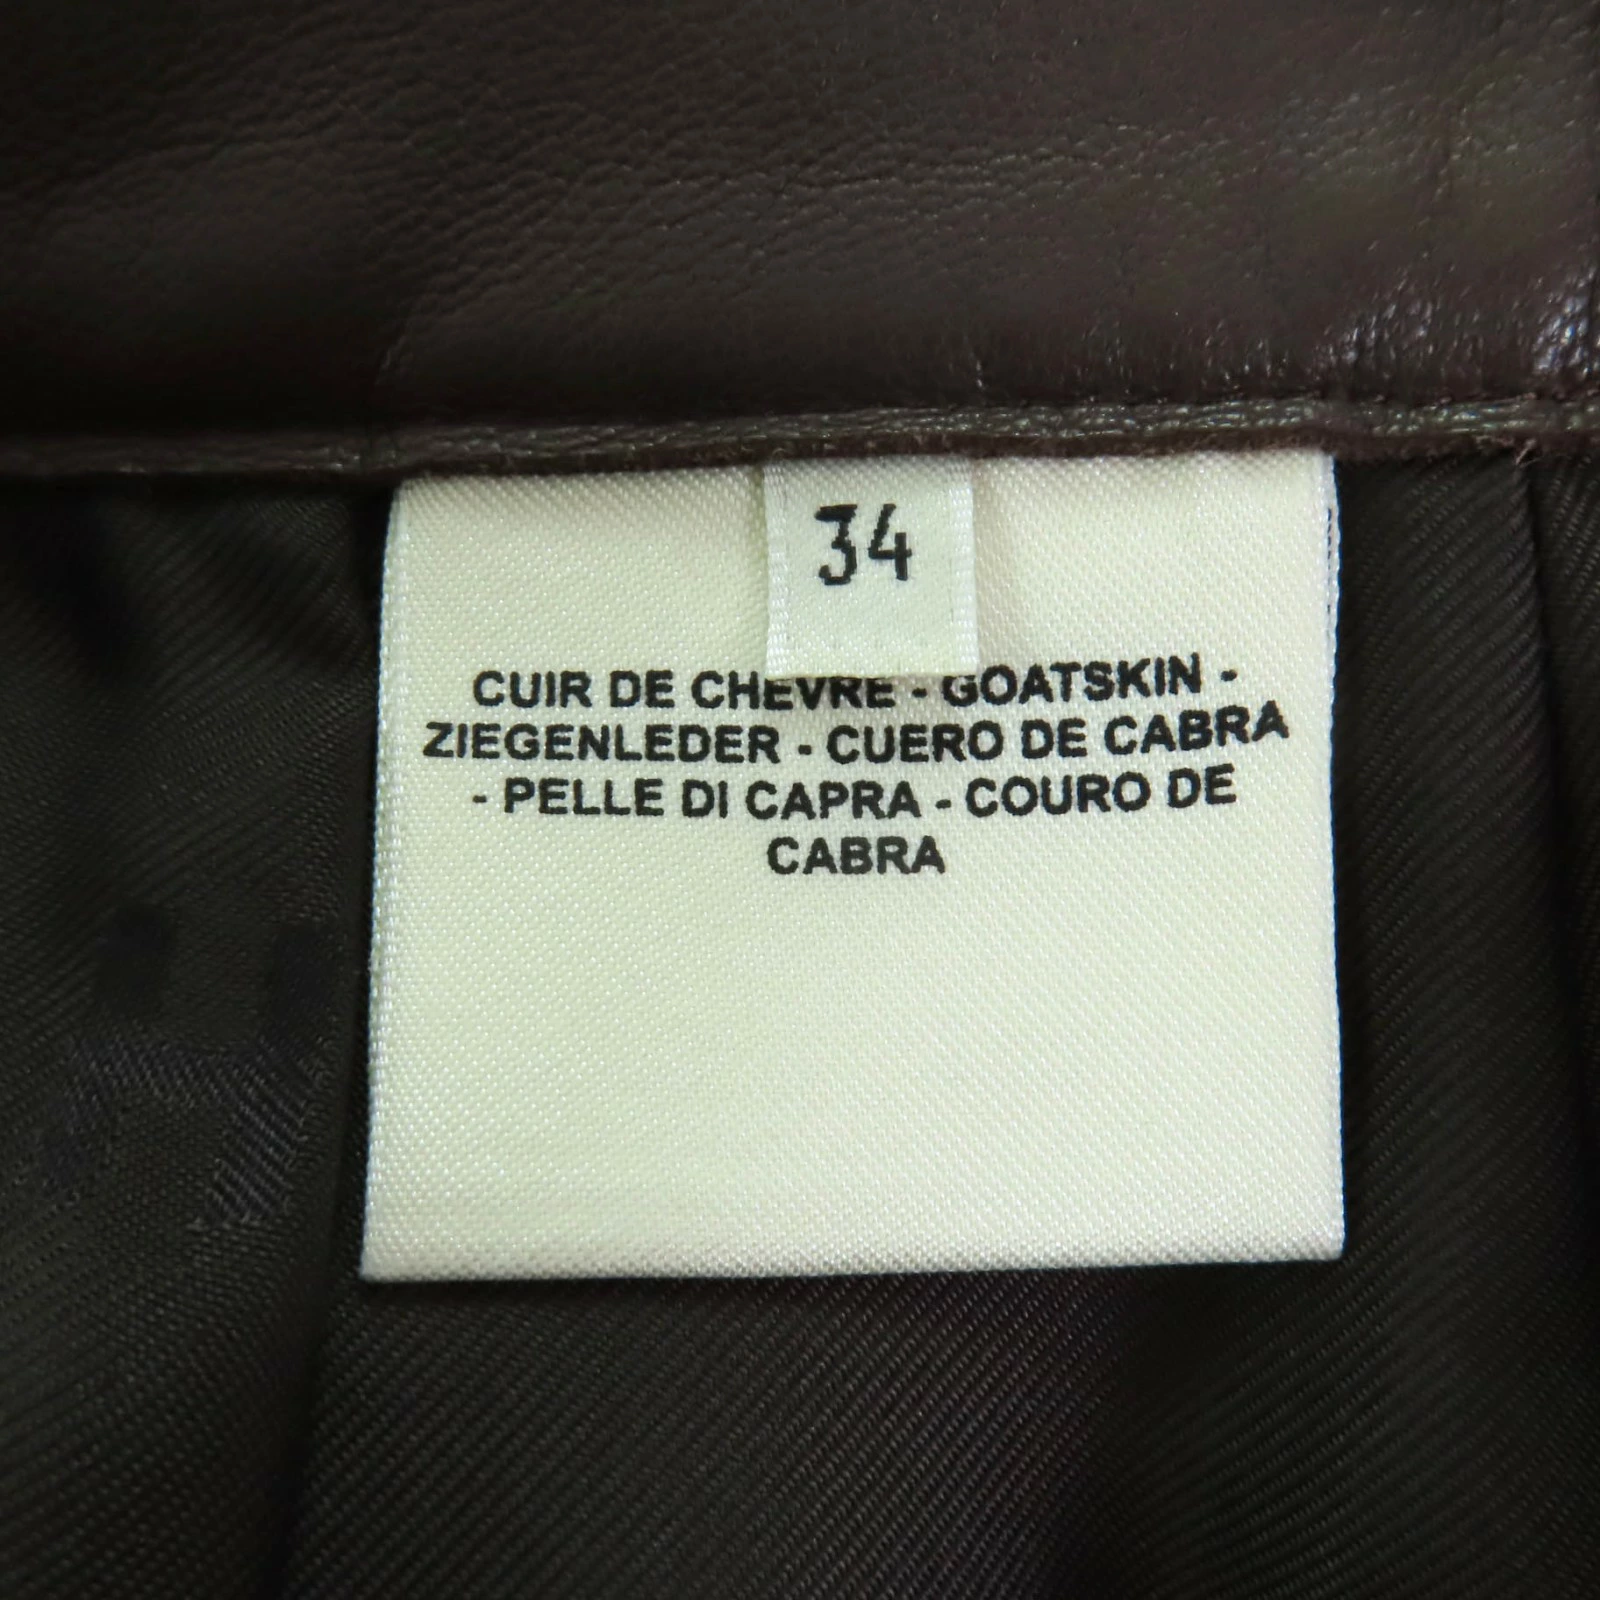 34
CUIR DE CHEVRE - GOATSKIN -
ZIEGENLEDER - CUERO DE CABRA
- PELLE DI CAPRA - COURO DE
CABRA